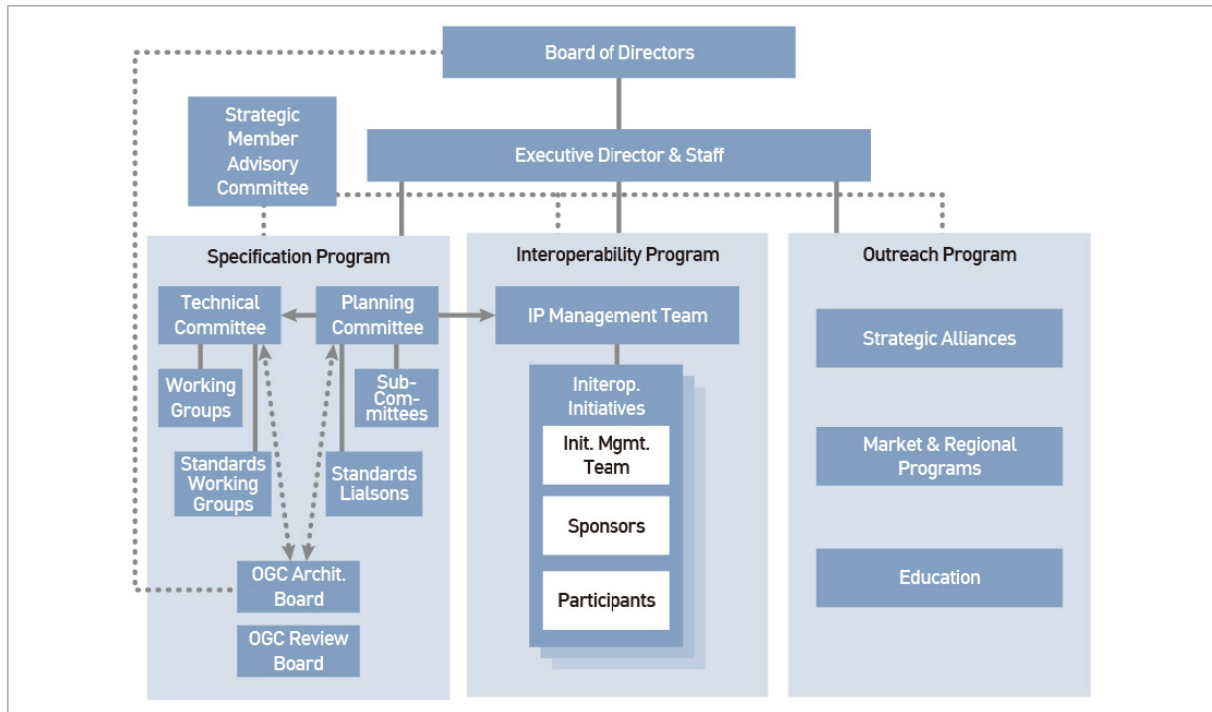 Board of Directors
Strategic
Member
Advisory
Committee
Executive Director & Staff
Specification Program
Technical
Committee
Planning
Committee
Working
Groups
Sub-
Com-
mittees
Standards
Working
Groups
Standards
Lialsons
OGC Archit.
Board
OGC Review
Board
Interoperability Program
IP Management Team
Initerop.
Initiatives
Init. Mgmt.
Team
Sponsors
Participants
Outreach Program
Strategic Alliances
Market & Regional
Programs
Education